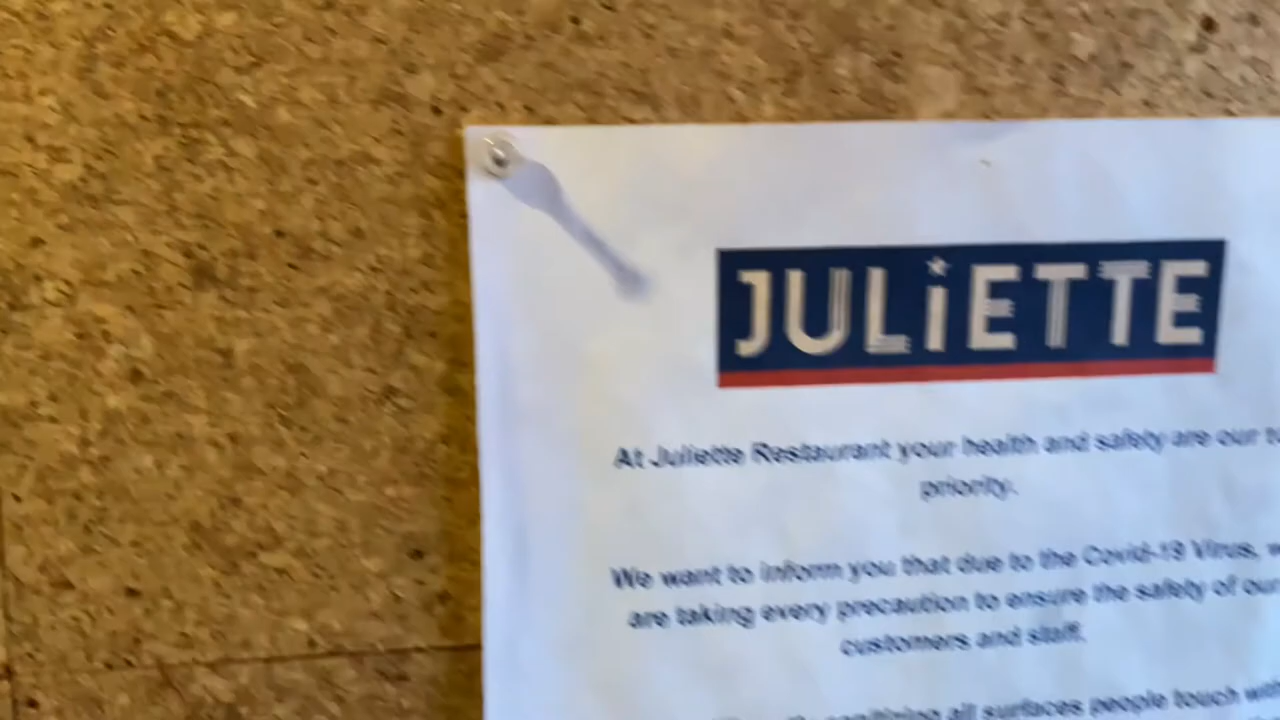 JULiETTE
At Juliette Restaurant your health and safety are our
priority.
We want to inform you that due to the Covid-19 Virus,
are taking every precaution to ensure the safety of our
customers and staff.
sanitizing all surfaces people touch